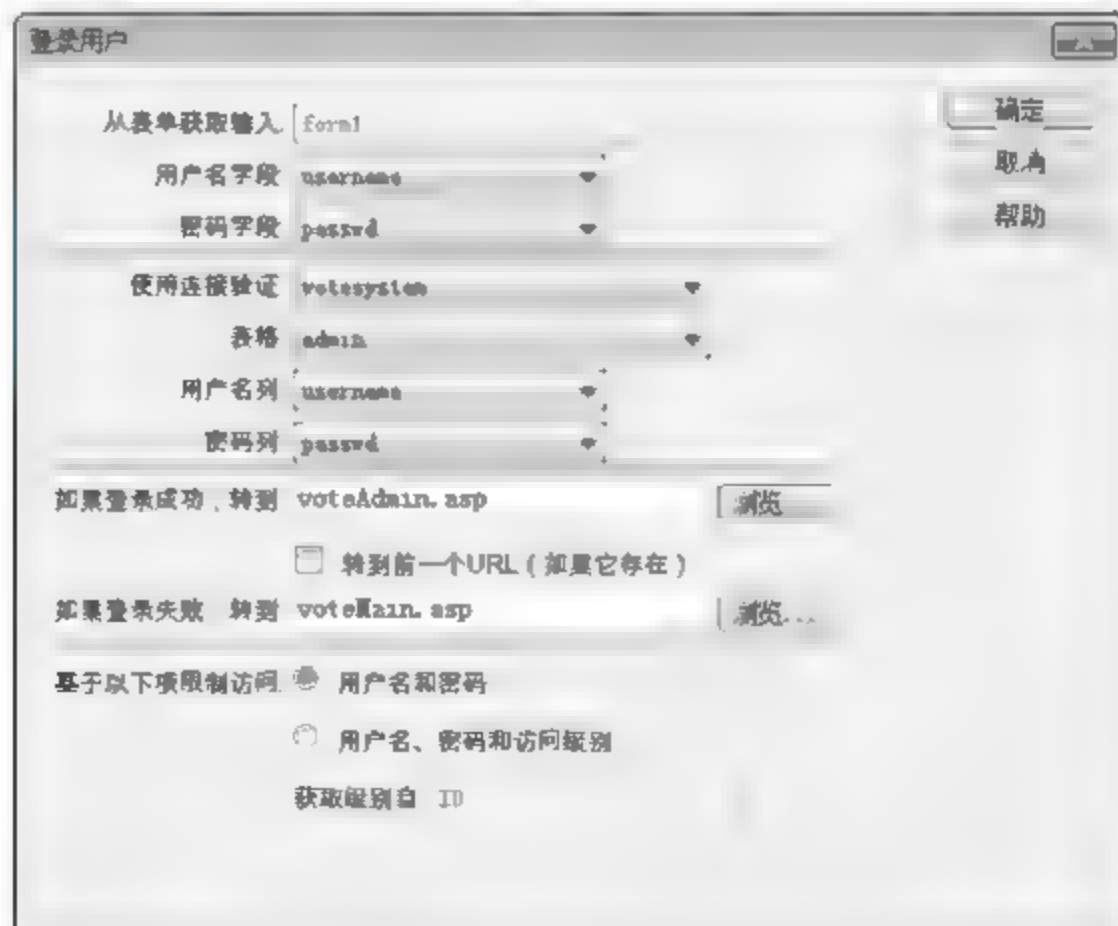 登录用户
从表单获取输入: form1 确定
用户名字段 username 取消
密码字段 passwd 帮助
使用连接验证 votesystem
表格 admin
用户名列 username
密码列 passwd
如果登录成功，转到 voteAdmin.asp 浏览
转到前一个URL（如果它存在）
如果登录失败 转到 voteMain.asp 浏览...
基于以下项限制访问: 用户名和密码
用户名、密码和访问级别
获取级别自 ID